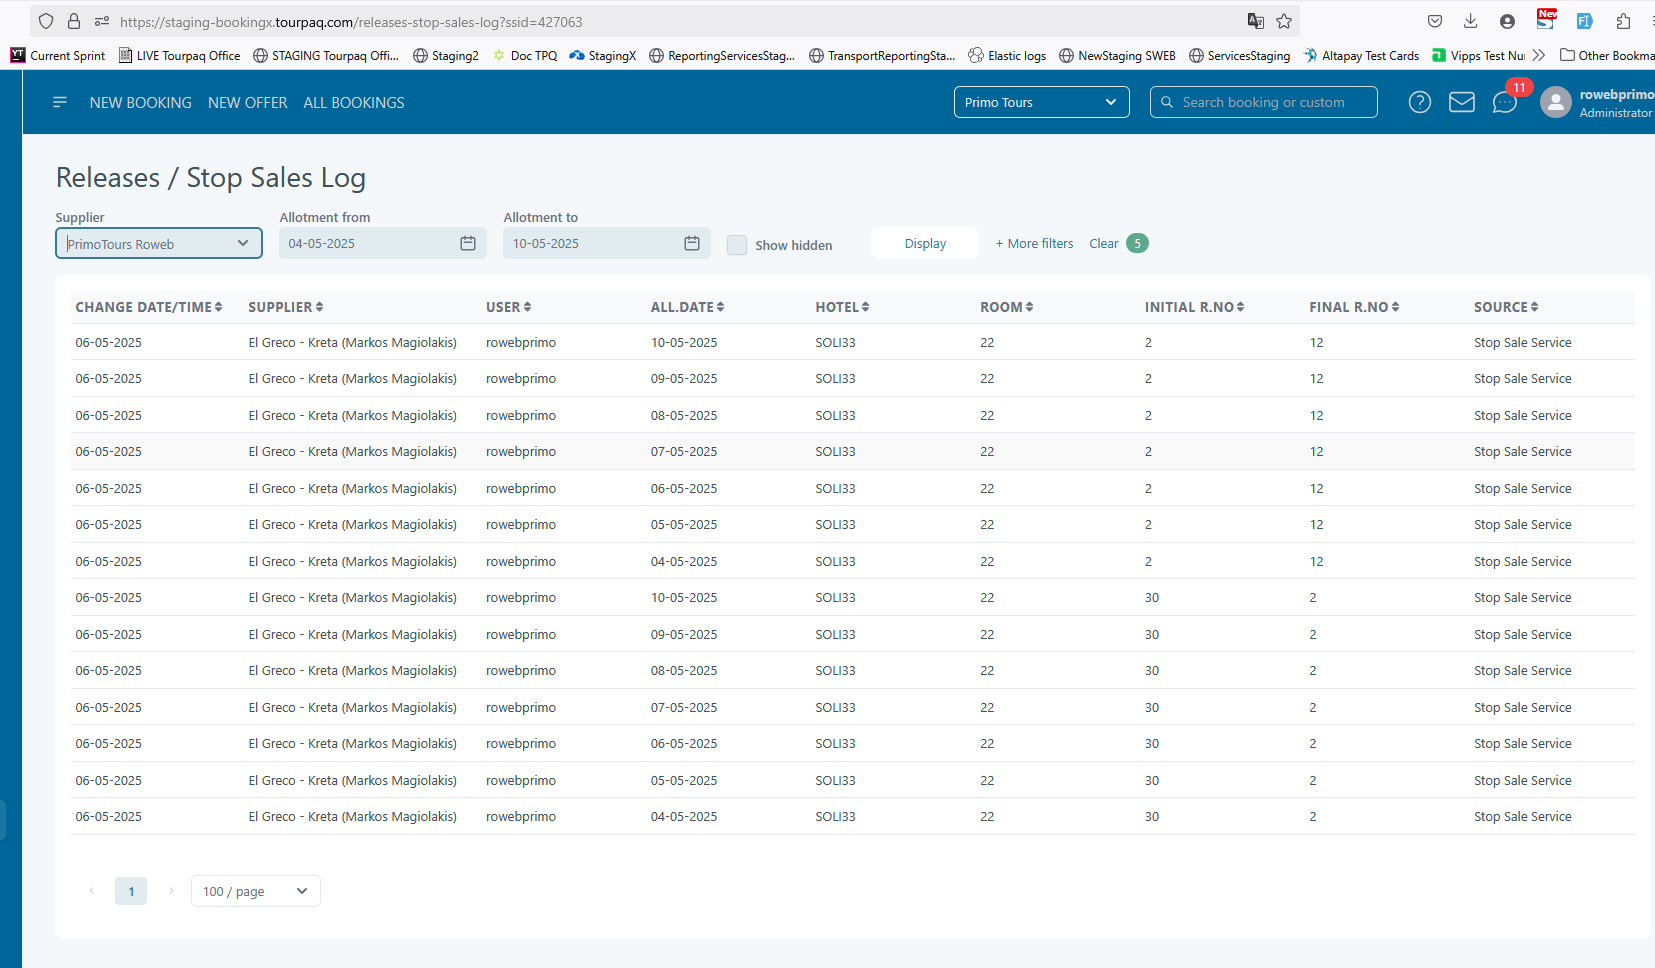 https://staging-bookingx.tourpaq.com/releases-stop-sales-log?ssid=427063
New
YT Current Sprint LIVE Tourpaq Office STAGING Tourpaq Offi... Staging2 Doc TPQ StagingX ReportingServicesStag... TransportReportingSta... Elastic logs NewStaging SWEB ServicesStaging Altapay Test Cards Vipps Test Nu Other Bookma
NEW BOOKING NEW OFFER ALL BOOKINGS Primo Tours Search booking or custom 11 rowebprimo
Administrator
Releases / Stop Sales Log
Supplier Allotment from Allotment to
PrimoTours Roweb 04-05-2025 10-05-2025 Show hidden Display + More filters Clear 5
CHANGE DATE/TIME SUPPLIER USER ALL.DATE HOTEL ROOM INITIAL R.NO FINAL R.NO SOURCE
06-05-2025 El Greco - Kreta (Markos Magiolakis) rowebprimo 10-05-2025 SOLI33 22 2 12 Stop Sale Service
06-05-2025 El Greco - Kreta (Markos Magiolakis) rowebprimo 09-05-2025 SOLI33 22 2 12 Stop Sale Service
06-05-2025 El Greco - Kreta (Markos Magiolakis) rowebprimo 08-05-2025 SOLI33 22 2 12 Stop Sale Service
06-05-2025 El Greco - Kreta (Markos Magiolakis) rowebprimo 07-05-2025 SOLI33 22 2 12 Stop Sale Service
06-05-2025 El Greco - Kreta (Markos Magiolakis) rowebprimo 06-05-2025 SOLI33 22 2 12 Stop Sale Service
06-05-2025 El Greco - Kreta (Markos Magiolakis) rowebprimo 05-05-2025 SOLI33 22 2 12 Stop Sale Service
06-05-2025 El Greco - Kreta (Markos Magiolakis) rowebprimo 04-05-2025 SOLI33 22 2 12 Stop Sale Service
06-05-2025 El Greco - Kreta (Markos Magiolakis) rowebprimo 10-05-2025 SOLI33 22 30 2 Stop Sale Service
06-05-2025 El Greco - Kreta (Markos Magiolakis) rowebprimo 09-05-2025 SOLI33 22 30 2 Stop Sale Service
06-05-2025 El Greco - Kreta (Markos Magiolakis) rowebprimo 08-05-2025 SOLI33 22 30 2 Stop Sale Service
06-05-2025 El Greco - Kreta (Markos Magiolakis) rowebprimo 07-05-2025 SOLI33 22 30 2 Stop Sale Service
06-05-2025 El Greco - Kreta (Markos Magiolakis) rowebprimo 06-05-2025 SOLI33 22 30 2 Stop Sale Service
06-05-2025 El Greco - Kreta (Markos Magiolakis) rowebprimo 05-05-2025 SOLI33 22 30 2 Stop Sale Service
06-05-2025 El Greco - Kreta (Markos Magiolakis) rowebprimo 04-05-2025 SOLI33 22 30 2 Stop Sale Service
1 100 / page